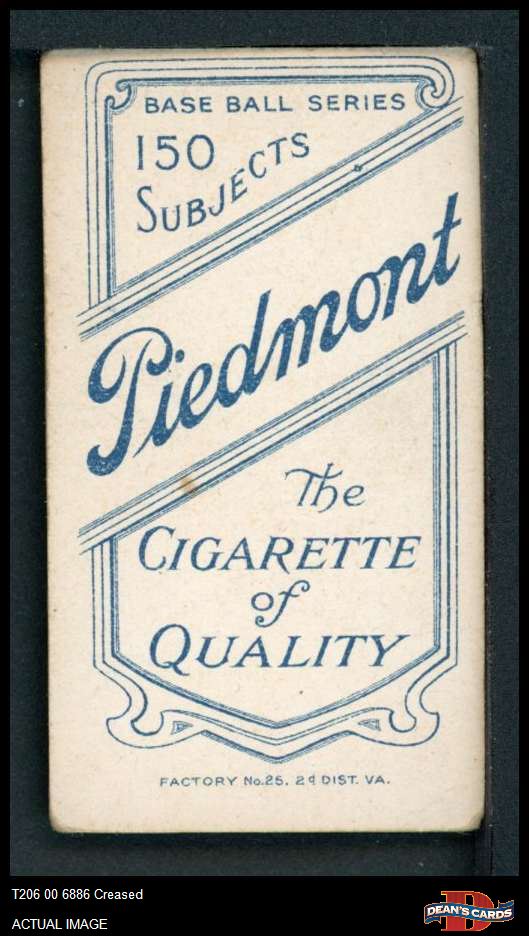 BASE BALL SERIES
150
SUBJECTS
Piedmont
The
CIGARETTE
of
QUALITY
FACTORY No.25. 2¢ DIST. VA.
T206 00 6886 Creased
ACTUAL IMAGE
D
DEAN'S CARDS